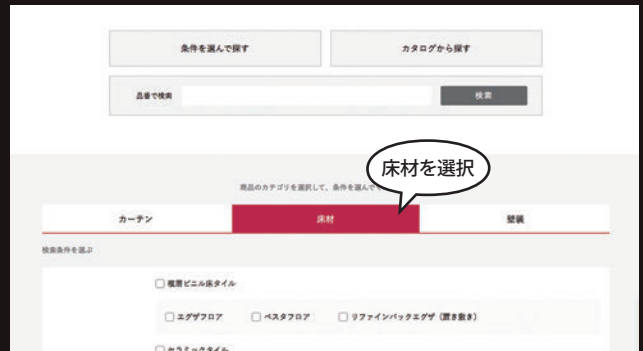 条件を選んで探す
カタログから探す
品番で検索
検索
床材を選択
商品のカテゴリを選択して、条件を選んで
カーテン
床材
壁装
検索条件を選ぶ
複層ビニル床タイル
エグザフロア
ベスタフロア
リファインバックエグザ（置き敷き）
セラミックタイル